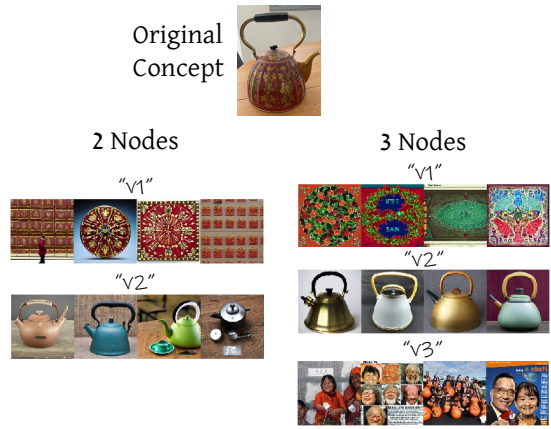 Original
Concept
2 Nodes
3 Nodes
"v1"
"v1"
"v2"
"v2"
"v3"